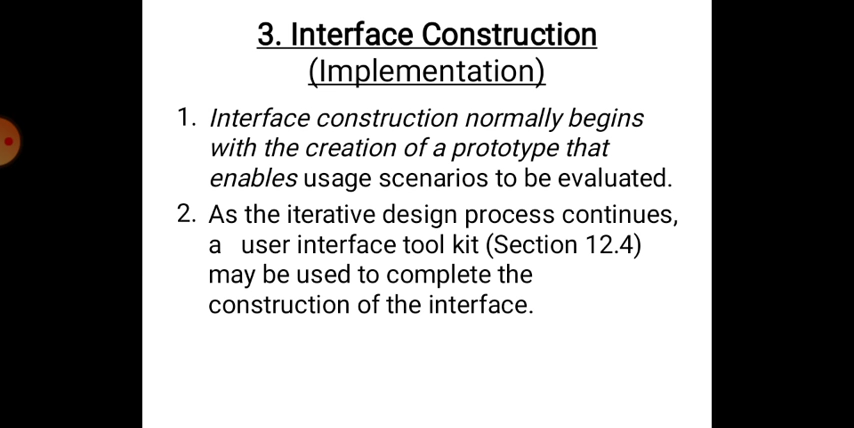 3. Interface Construction
(Implementation)
1. Interface construction normally begins
with the creation of a prototype that
enables usage scenarios to be evaluated.
2. As the iterative design process continues,
a user interface tool kit (Section 12.4)
may be used to complete the
construction of the interface.